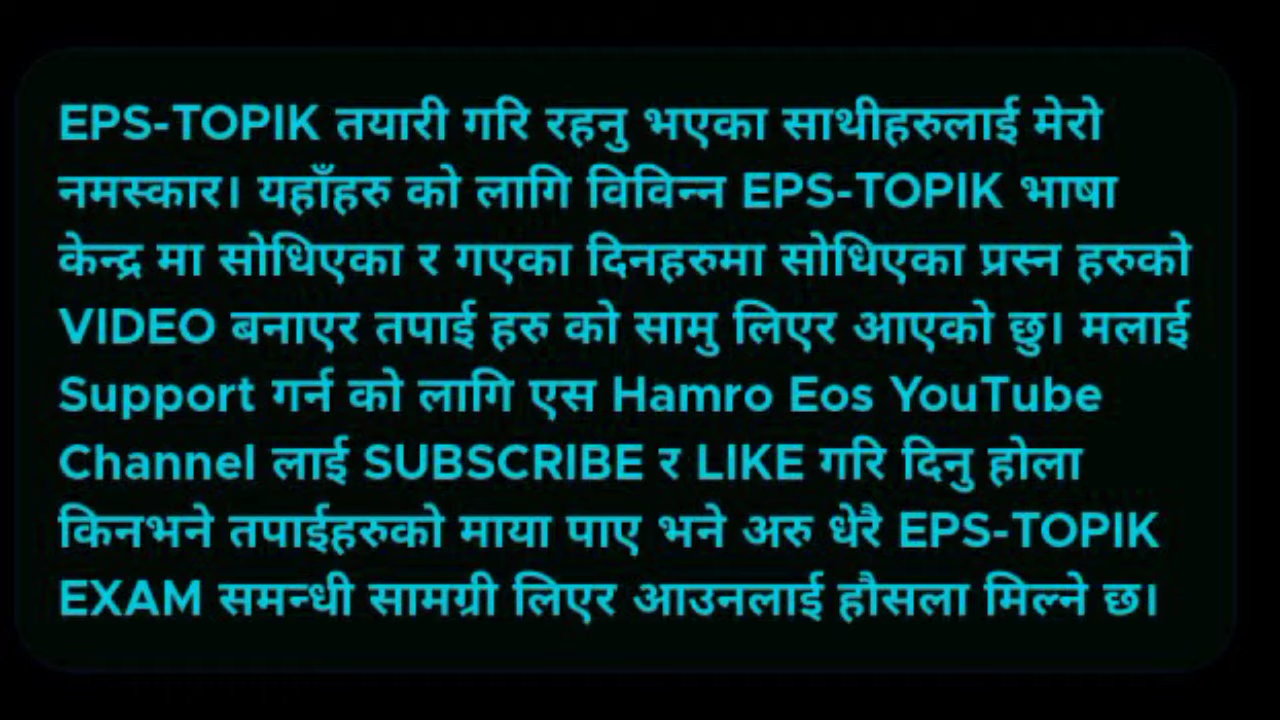 EPS-TOPIK तयारी गरि रहनु भएका साथीहरुलाई मेरो
नमस्कार। यहाँहरु को लागि विविन्न EPS-TOPIK भाषा
केन्द्र मा सोधिएका र गएका दिनहरुमा सोधिएका प्रस्न हरुको
VIDEO बनाएर तपाई हरु को सामु लिएर आएको छु। मलाई
Support गर्न को लागि एस Hamro Eos YouTube
Channel लाई SUBSCRIBE र LIKE गरि दिनु होला
किनभने तपाईहरुको माया पाए भने अरु धेरै EPS-TOPIK
EXAM समन्धी सामग्री लिएर आउनलाई हौसला मिल्ने छ।